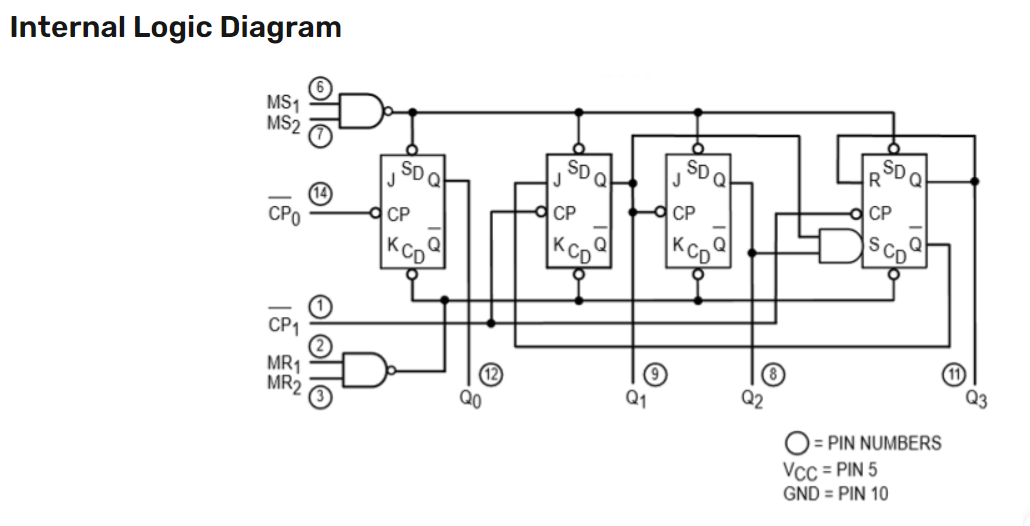 Internal Logic Diagram
6
MS1
MS2
7
J SD Q
J SD Q
J SD Q
R SD Q
14
CP0
CP
CP
CP
CP
K CD Q
K CD Q
K CD Q
S CD Q
1
CP1
2
MR1
MR2
3
12
9
8
11
Q0
Q1
Q2
Q3
= PIN NUMBERS
VCC = PIN 5
GND = PIN 10